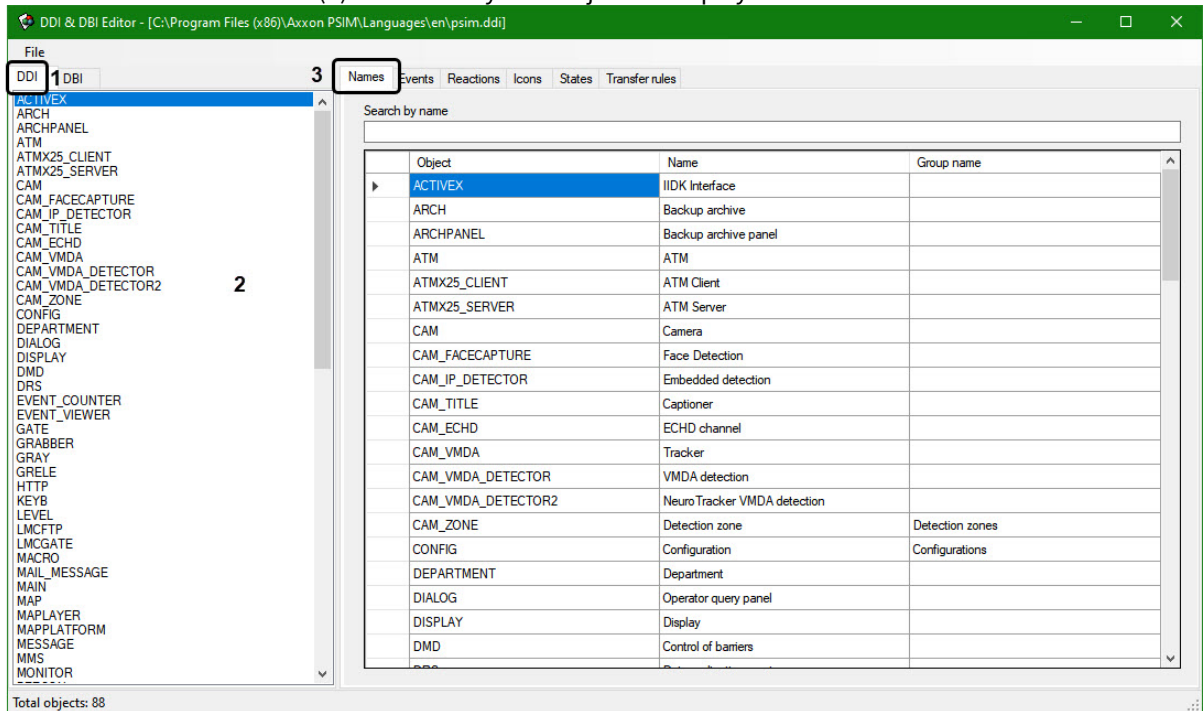 DDI & DBI Editor - [C:\Program Files (x86)\Axxon PSIM\Languages\en\psim.ddi]
File
DDI 1 DBI
3 Names Events Reactions Icons States Transfer rules
ACTIVEX
ARCH
ARCHPANEL
ATM
ATMX25_CLIENT
ATMX25_SERVER
CAM
CAM_FACECAPTURE
CAM_IP_DETECTOR
CAM_TITLE
CAM_ECHD
CAM_VMDA
CAM_VMDA_DETECTOR
CAM_VMDA_DETECTOR2
2
CAM_ZONE
CONFIG
DEPARTMENT
DIALOG
DISPLAY
DMD
DRS
EVENT_COUNTER
EVENT_VIEWER
GATE
GRABBER
GRAY
GRELE
HTTP
KEYB
LEVEL
LMCFTP
LMCGATE
MACRO
MAIL_MESSAGE
MAIN
MAP
MAPLAYER
MAPPLATFORM
MESSAGE
MMS
MONITOR
Search by name
Object Name Group name
ACTIVEX IIDK Interface
ARCH Backup archive
ARCHPANEL Backup archive panel
ATM ATM
ATMX25_CLIENT ATM Client
ATMX25_SERVER ATM Server
CAM Camera
CAM_FACECAPTURE Face Detection
CAM_IP_DETECTOR Embedded detection
CAM_TITLE Captioner
CAM_ECHD ECHD channel
CAM_VMDA Tracker
CAM_VMDA_DETECTOR VMDA detection
CAM_VMDA_DETECTOR2 NeuroTracker VMDA detection
CAM_ZONE Detection zone Detection zones
CONFIG Configuration Configurations
DEPARTMENT Department
DIALOG Operator query panel
DISPLAY Display
DMD Control of barriers
Total objects: 88